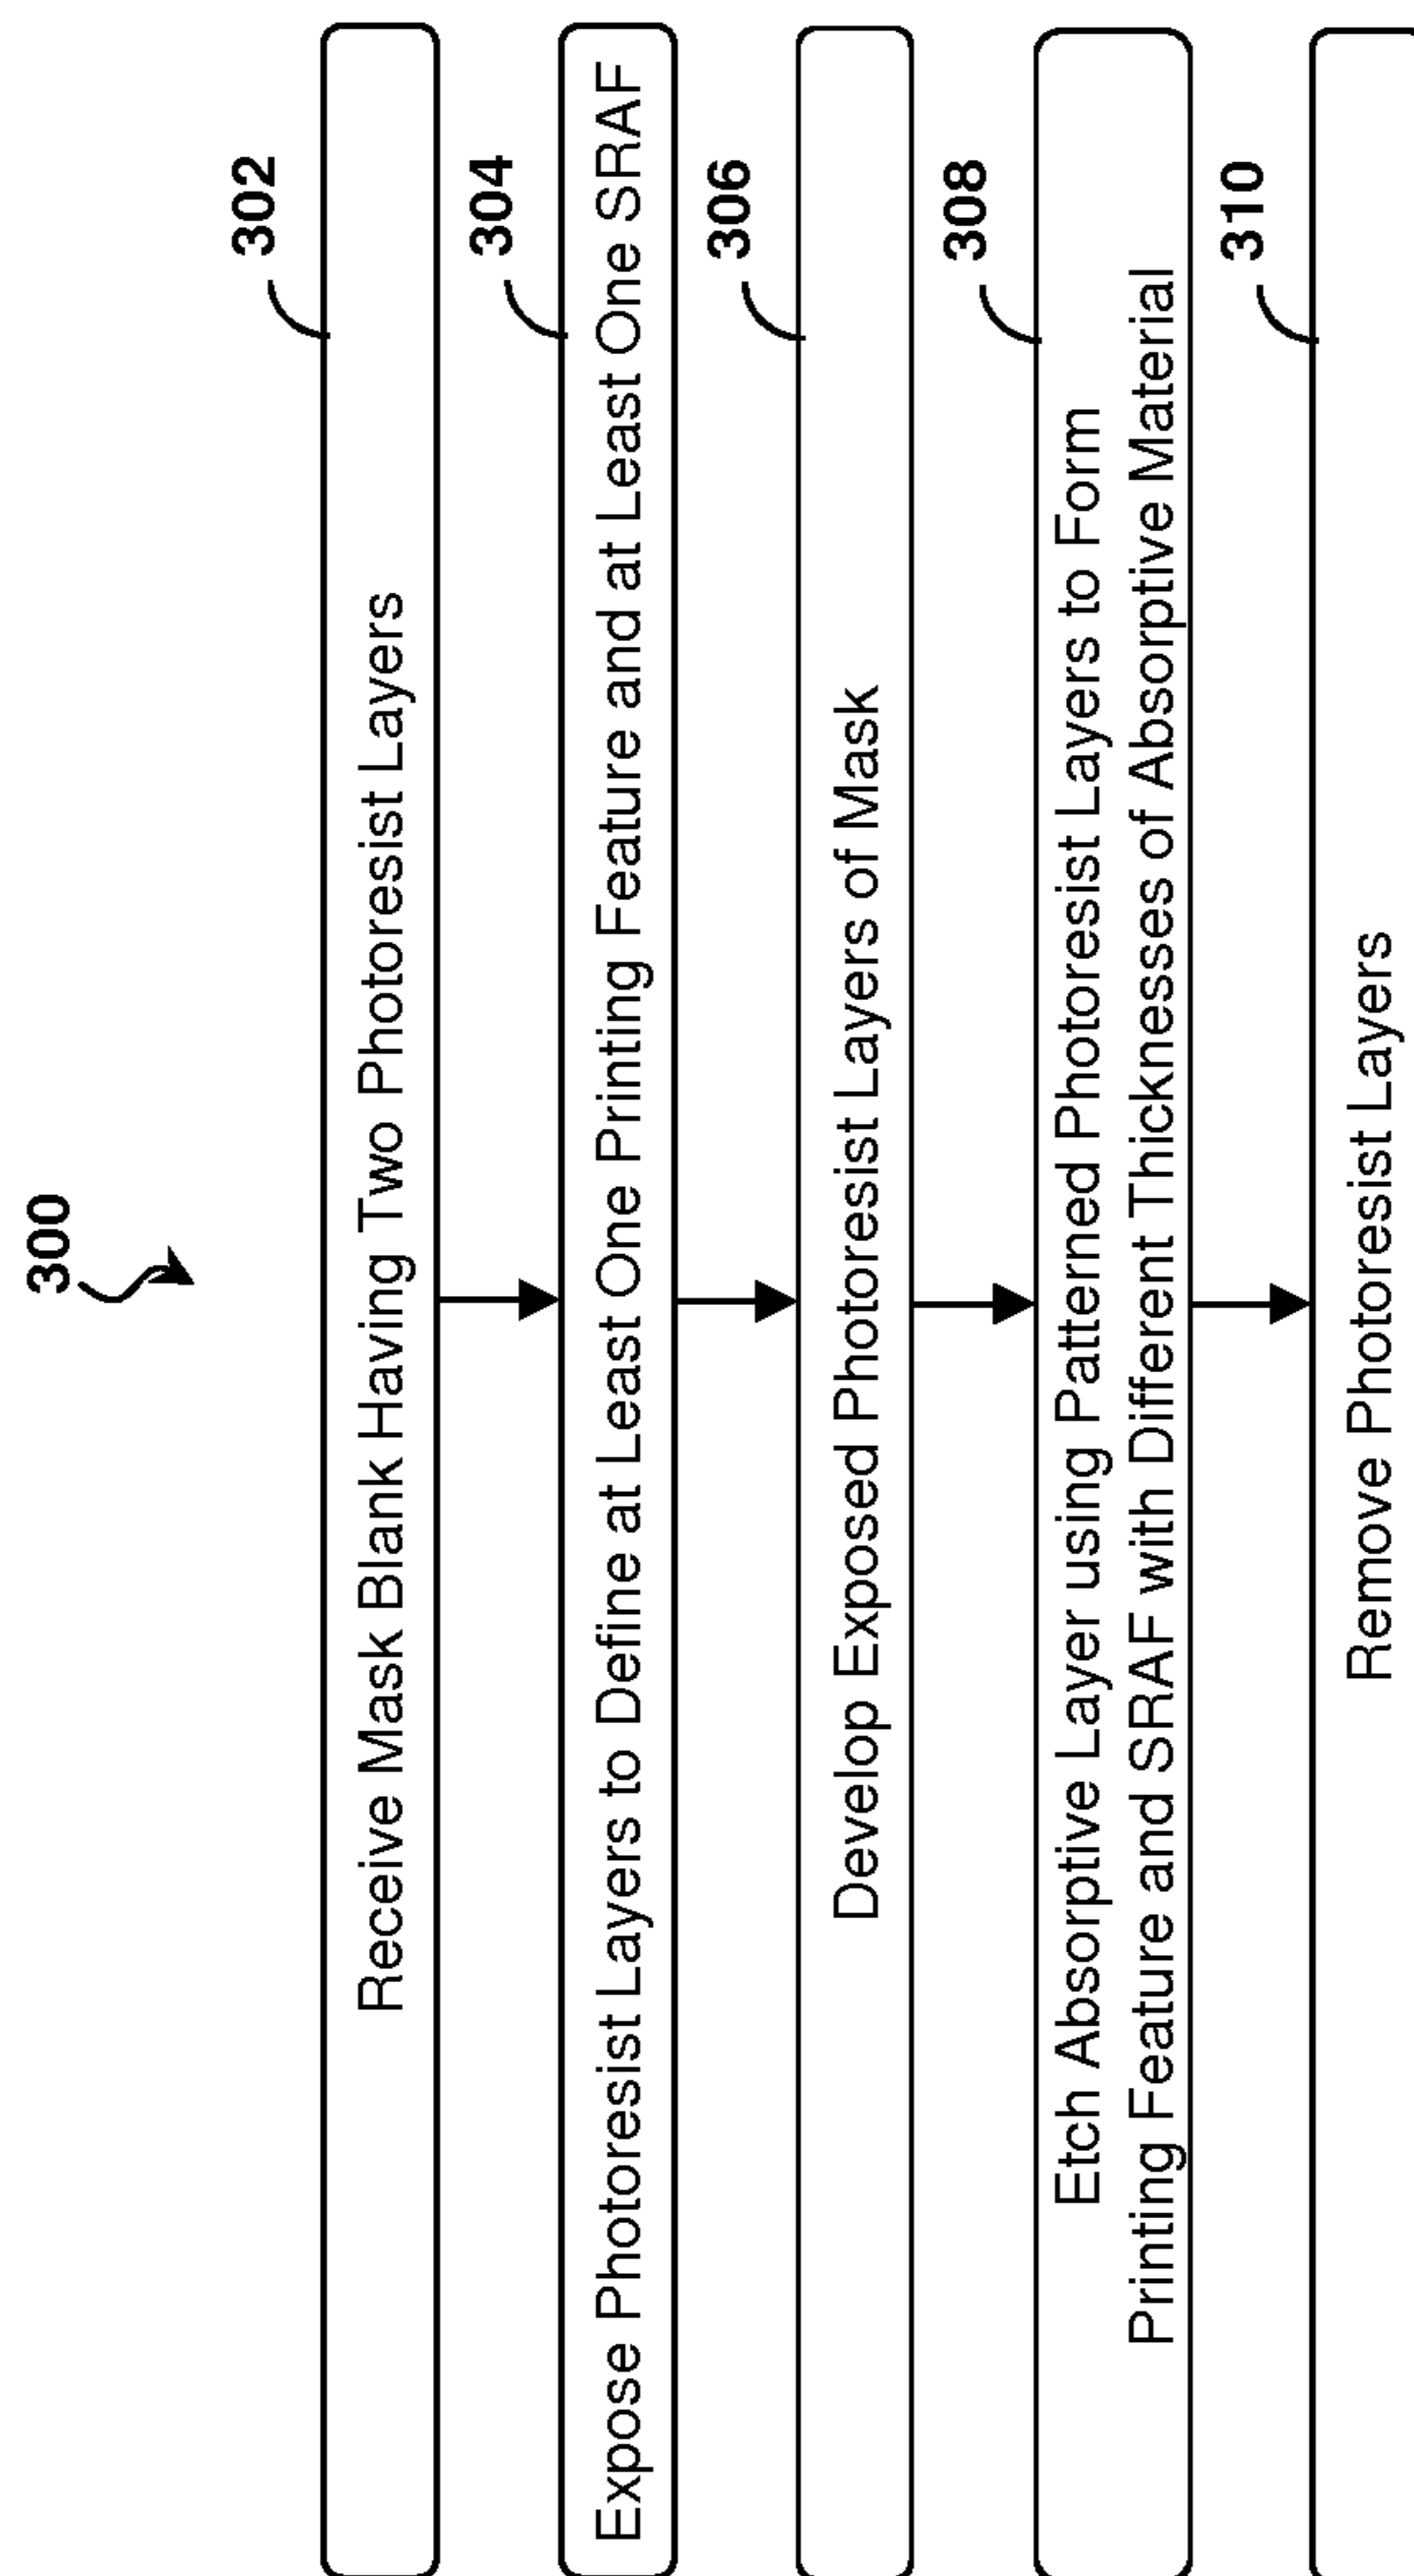 300
302
Receive Mask Blank Having Two Photoresist Layers
304
Expose Photoresist Layers to Define at Least One Printing Feature and at Least One SRAF
306
Develop Exposed Photoresist Layers of Mask
308
Etch Absorptive Layer using Patterned Photoresist Layers to Form
Printing Feature and SRAF with Different Thicknesses of Absorptive Material
310
Remove Photoresist Layers